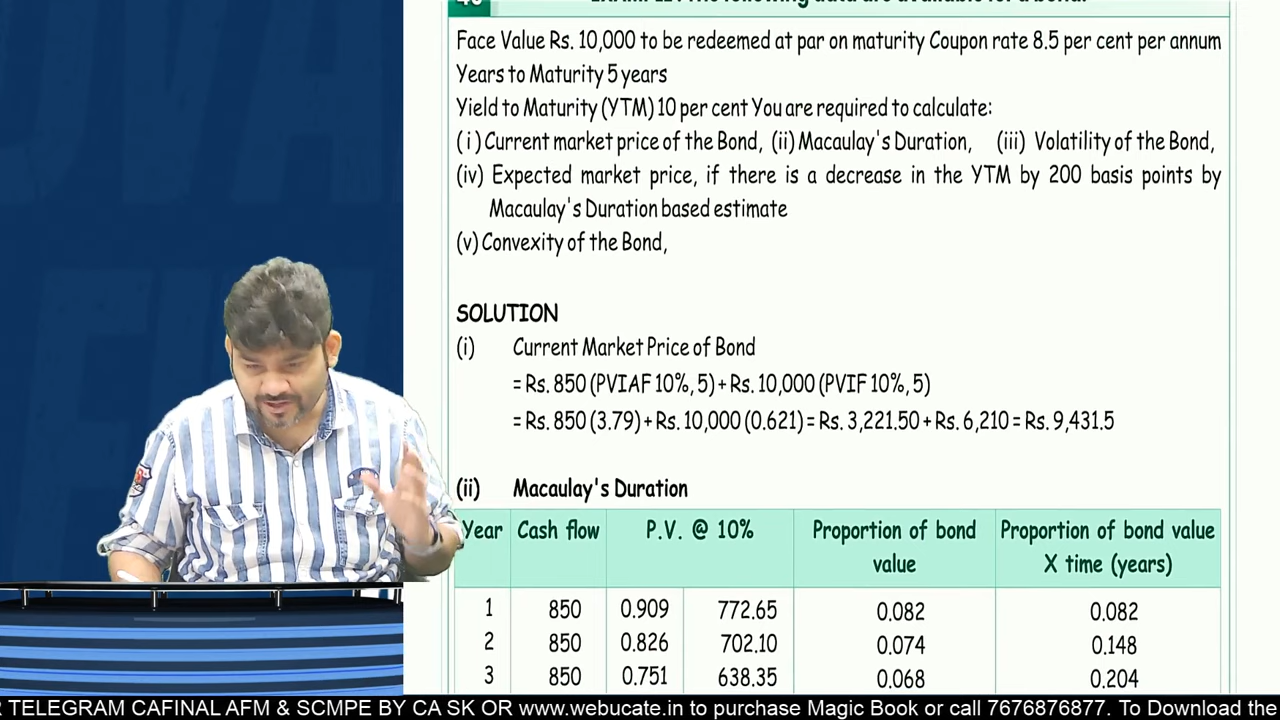 40 EXAMPLE : The following data are available for a bond:
Face Value Rs. 10,000 to be redeemed at par on maturity Coupon rate 8.5 per cent per annum
Years to Maturity 5 years
Yield to Maturity (YTM) 10 per cent You are required to calculate:
(i) Current market price of the Bond, (ii) Macaulay's Duration, (iii) Volatility of the Bond,
(iv) Expected market price, if there is a decrease in the YTM by 200 basis points by
Macaulay's Duration based estimate
(v) Convexity of the Bond,
SOLUTION
(i) Current Market Price of Bond
= Rs. 850 (PVIAF 10%, 5) + Rs. 10,000 (PVIF 10%, 5)
= Rs. 850 (3.79) + Rs. 10,000 (0.621) = Rs. 3,221.50 + Rs. 6,210 = Rs. 9,431.5
(ii) Macaulay's Duration
Year Cash flow P.V. @ 10% Proportion of bond Proportion of bond value
value X time (years)
1 850 0.909 772.65 0.082 0.082
2 850 0.826 702.10 0.074 0.148
3 850 0.751 638.35 0.068 0.204
TELEGRAM CAFINAL AFM & SCMPE BY CA SK OR www.webucate.in to purchase Magic Book or call 7676876877. To Download the